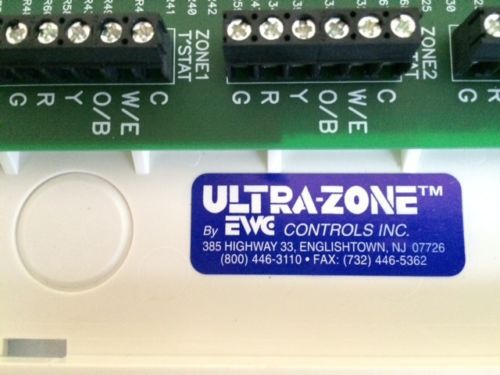 ZONE1
T'STAT
G
R
Y
O/B
W/E
C
ZONE2
T'STAT
G
R
Y
O/B
W/E
C
G
R
ULTRA-ZONE™
By EWC CONTROLS INC.
385 HIGHWAY 33, ENGLISHTOWN, NJ 07726
(800) 446-3110 • FAX: (732) 446-5362